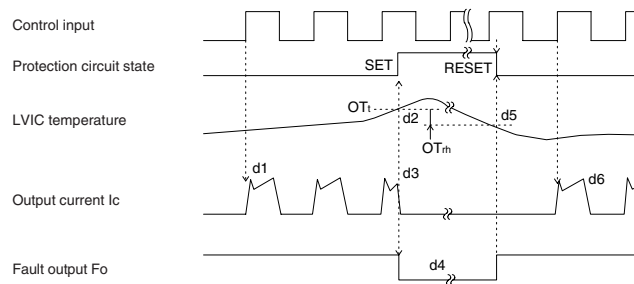 Control input
Protection circuit state
SET
RESET
OTt
d2
d5
LVIC temperature
OTrh
d1
d3
d6
Output current Ic
d4
Fault output Fo